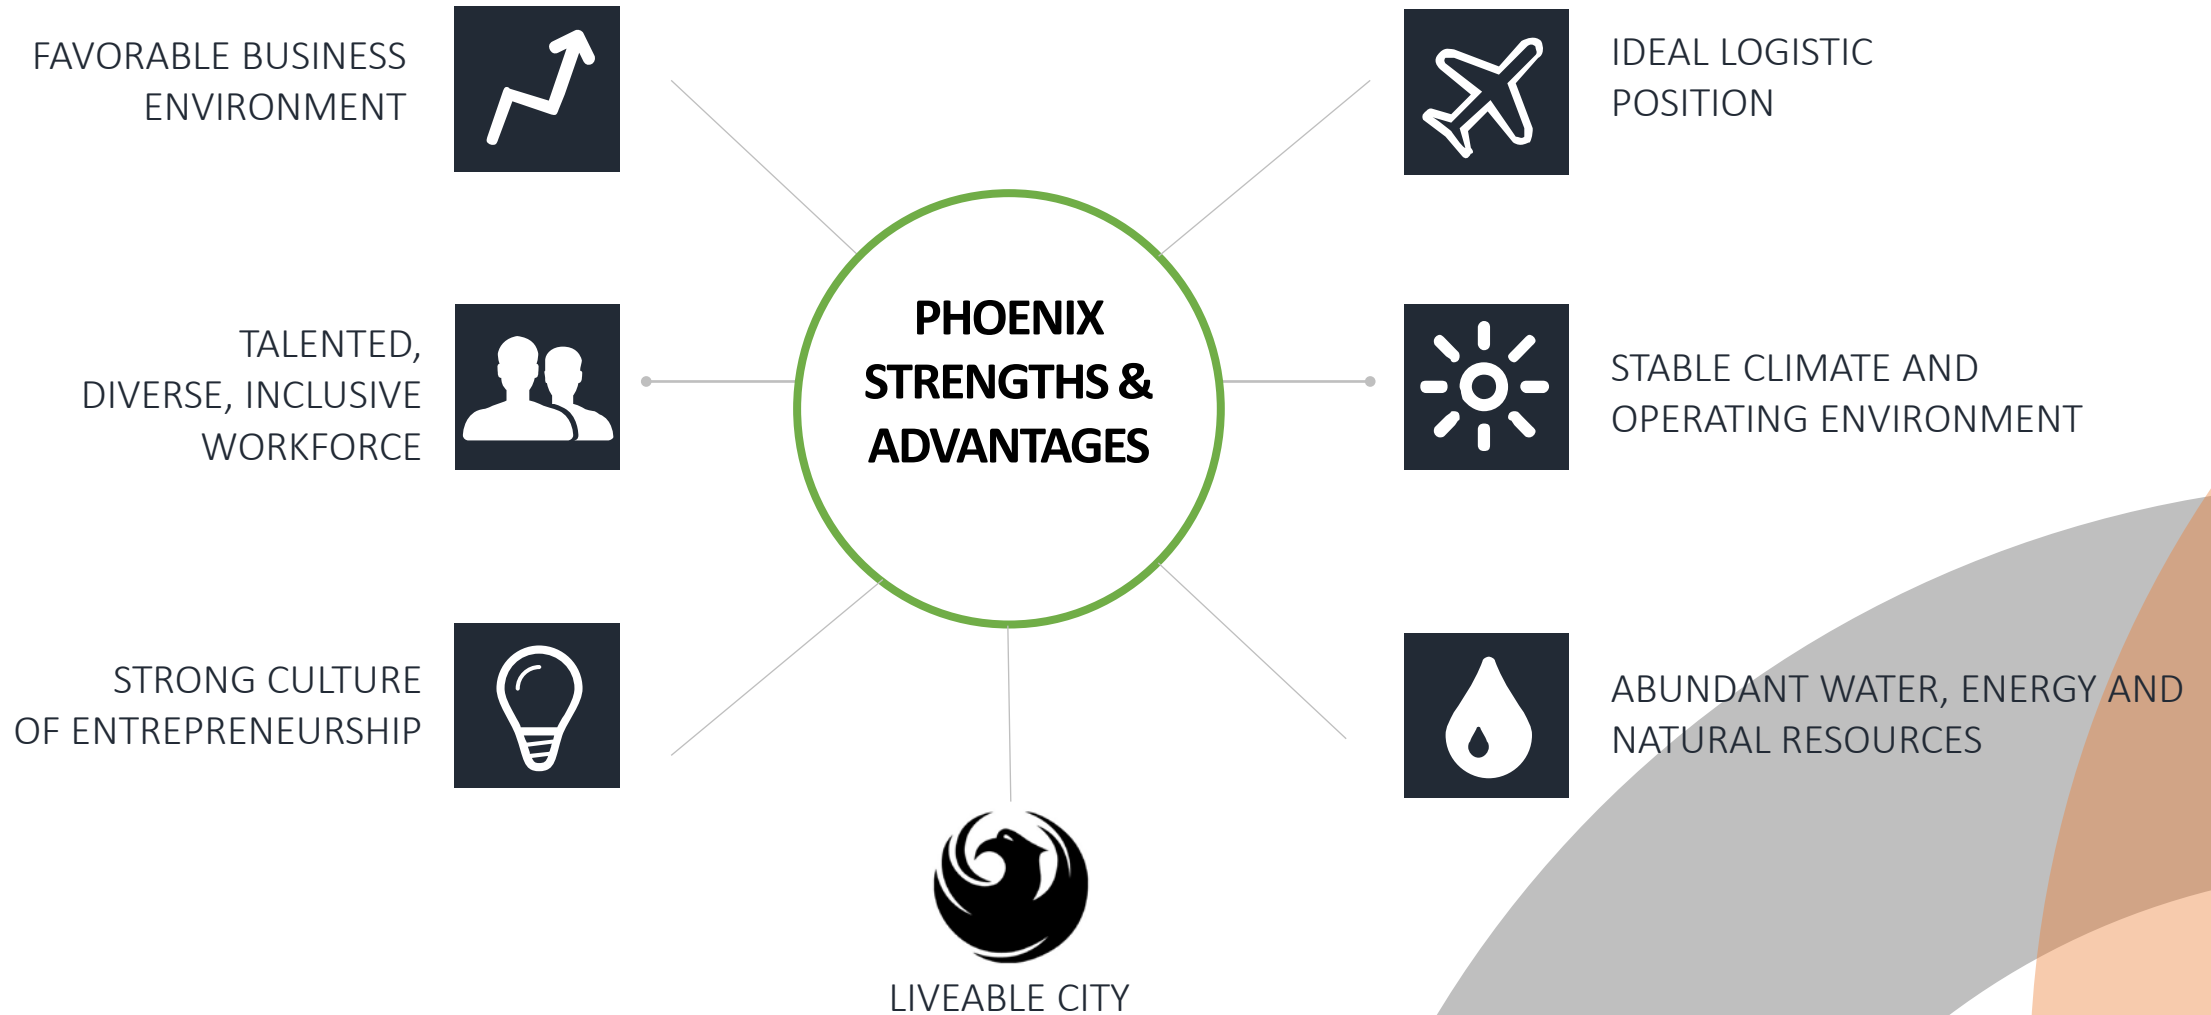 FAVORABLE BUSINESS
ENVIRONMENT
TALENTED,
DIVERSE, INCLUSIVE
WORKFORCE
STRONG CULTURE
OF ENTREPRENEURSHIP
PHOENIX
STRENGTHS &
ADVANTAGES
LIVEABLE CITY
IDEAL LOGISTIC
POSITION
STABLE CLIMATE AND
OPERATING ENVIRONMENT
ABUNDANT WATER, ENERGY AND
NATURAL RESOURCES